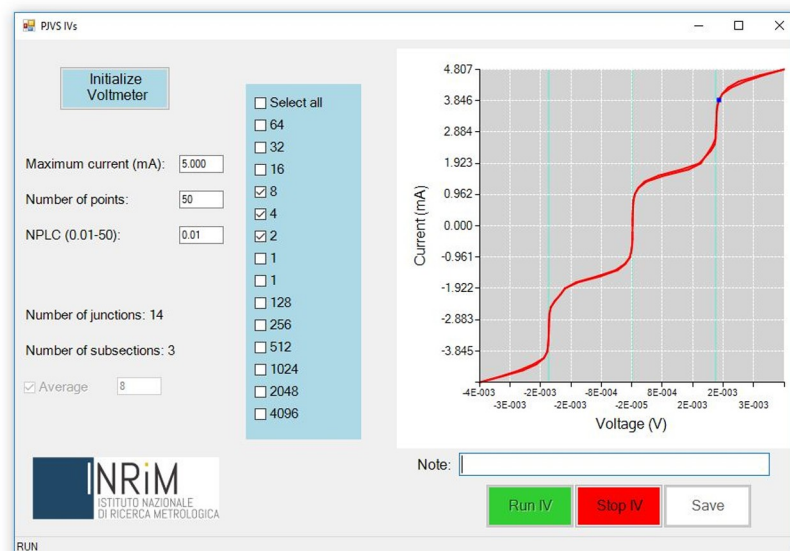 PJVS IVs
Initialize
Voltmeter
Maximum current (mA): 5.000
Number of points: 50
NPLC (0.01-50): 0.01
Number of junctions: 14
Number of subsections: 3
Average 8
Select all
64
32
16
8
4
2
1
1
128
256
512
1024
2048
4096
Current (mA)
4.807
3.846
2.884
1.923
0.962
0.000
-0.961
-1.922
-2.883
-3.845
-4E-003 -2E-003 -8E-004 8E-004 2E-003
-3E-003 -2E-003 -2E-005 2E-003 3E-003
Voltage (V)
Note:
Run IV Stop IV Save
INRiM
ISTITUTO NAZIONALE
DI RICERCA METROLOGICA
RUN